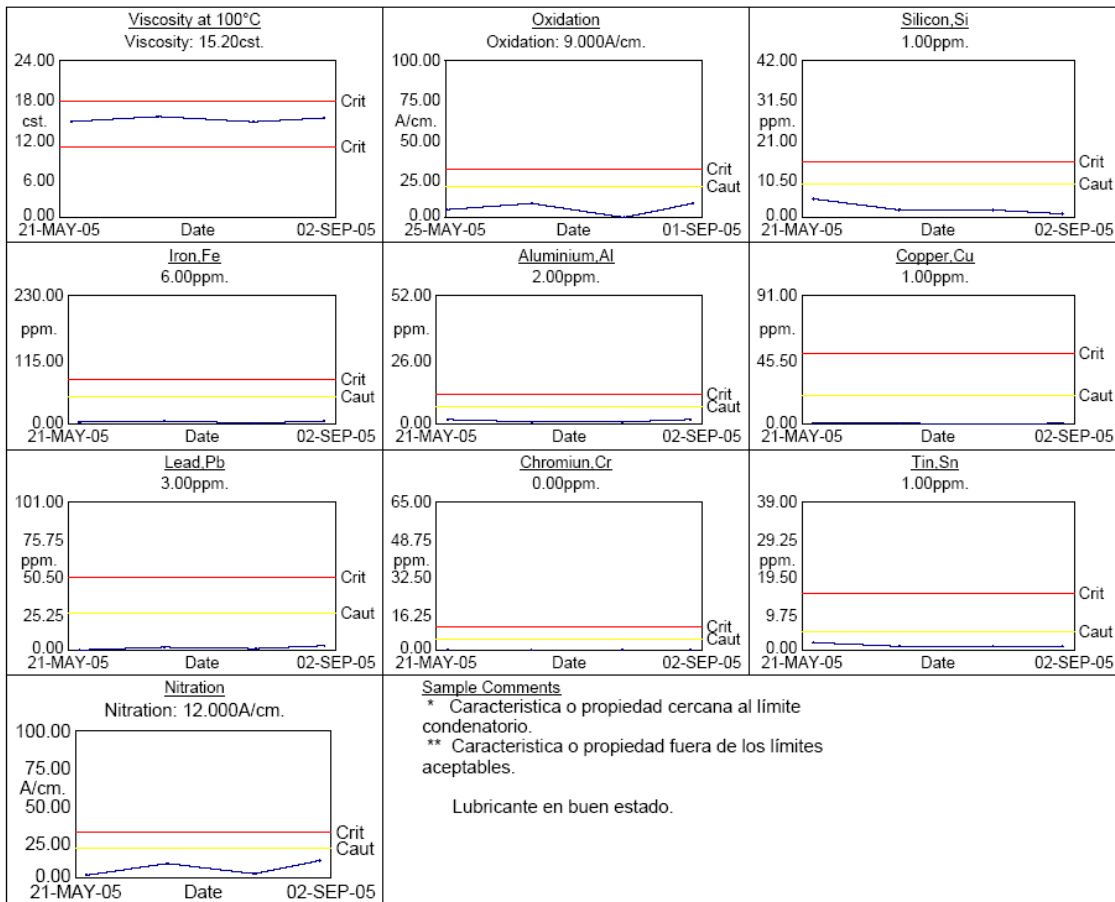 Viscosity at 100°C
Viscosity: 15.20cst.
24.00
18.00
cst.
12.00
6.00
0.00
Crit
Crit
21-MAY-05 Date 02-SEP-05
Oxidation
Oxidation: 9.000A/cm.
100.00
75.00
A/cm.
50.00
25.00
0.00
Crit
Caut
25-MAY-05 Date 01-SEP-05
Silicon,Si
1.00ppm.
42.00
31.50
ppm.
21.00
10.50
0.00
Crit
Caut
21-MAY-05 Date 02-SEP-05
Iron,Fe
6.00ppm.
230.00
ppm.
115.00
0.00
Crit
Caut
21-MAY-05 Date 02-SEP-05
Aluminium,Al
2.00ppm.
52.00
ppm.
26.00
0.00
Crit
Caut
21-MAY-05 Date 02-SEP-05
Copper,Cu
1.00ppm.
91.00
ppm.
45.50
0.00
Crit
Caut
21-MAY-05 Date 02-SEP-05
Lead,Pb
3.00ppm.
101.00
75.75
ppm.
50.50
25.25
0.00
Crit
Caut
21-MAY-05 Date 02-SEP-05
Chromiun,Cr
0.00ppm.
65.00
48.75
ppm.
32.50
16.25
0.00
Crit
Caut
21-MAY-05 Date 02-SEP-05
Tin,Sn
1.00ppm.
39.00
29.25
ppm.
19.50
9.75
0.00
Crit
Caut
21-MAY-05 Date 02-SEP-05
Nitration
Nitration: 12.000A/cm.
100.00
75.00
A/cm.
50.00
25.00
0.00
Crit
Caut
21-MAY-05 Date 02-SEP-05
Sample Comments
* Caracteristica o propiedad cercana al límite
condenatorio.
** Caracteristica o propiedad fuera de los límites
aceptables.
Lubricante en buen estado.